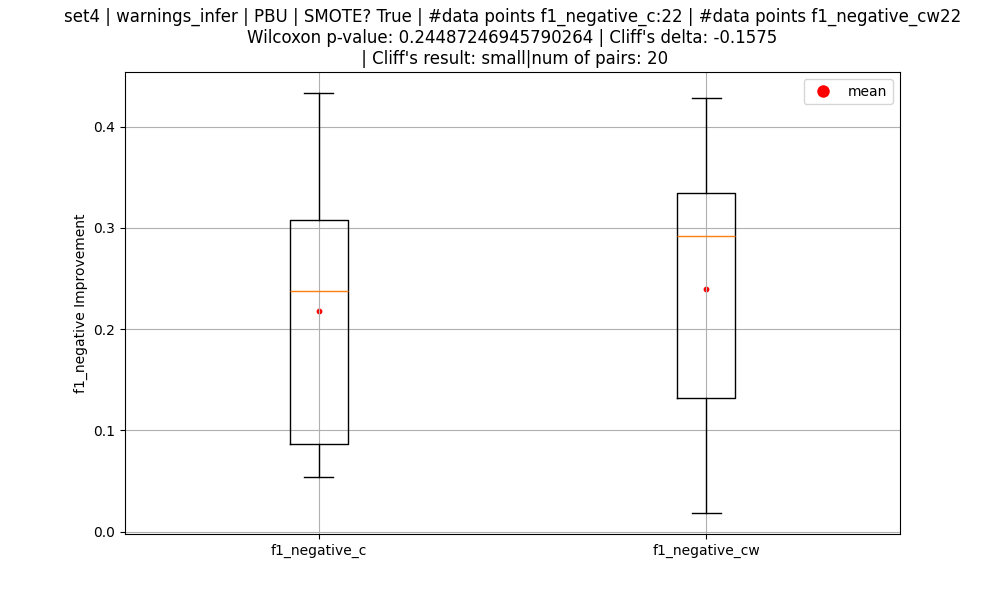 set4 | warnings_infer | PBU | SMOTE? True | #data points f1_negative_c:22 | #data points f1_negative_cw22
Wilcoxon p-value: 0.24487246945790264 | Cliff's delta: -0.1575
| Cliff's result: small|num of pairs: 20
mean
f1_negative Improvement
0.4
0.3
0.2
0.1
0.0
f1_negative_c
f1_negative_cw